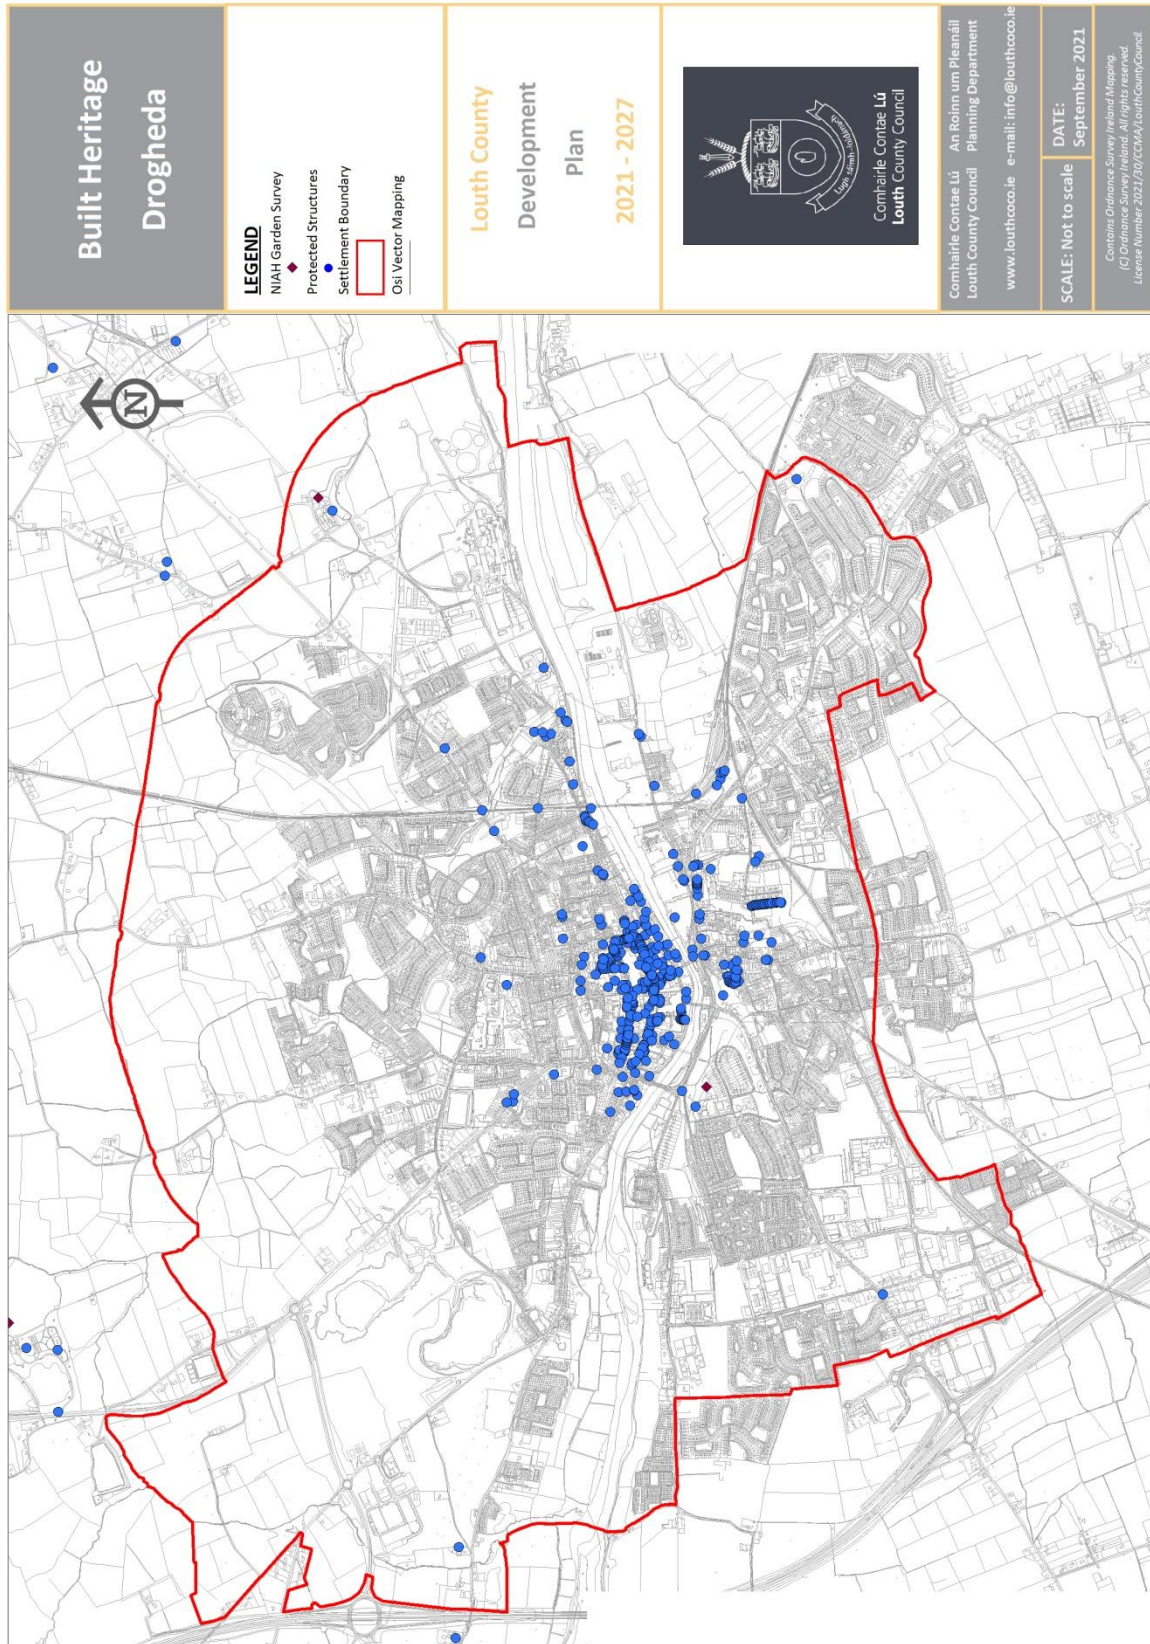 Built Heritage
Drogheda
LEGEND
NIAH Garden Survey
Protected Structures
Settlement Boundary
Osi Vector Mapping
Louth County
Development
Plan
2021 - 2027
Lugh sáimh-ioldánach
Comhairle Contae Lú
Louth County Council
Comhairle Contae Lú An Roinn um Pleanáil
Louth County Council Planning Department
www.louthcoco.ie e-mail: info@louthcoco.ie
SCALE: Not to scale
DATE:
September 2021
Contains Ordnance Survey Ireland Mapping.
(C) Ordnance Survey Ireland. All rights reserved.
License Number 2021/30/CCMA/LouthCountyCouncil
N